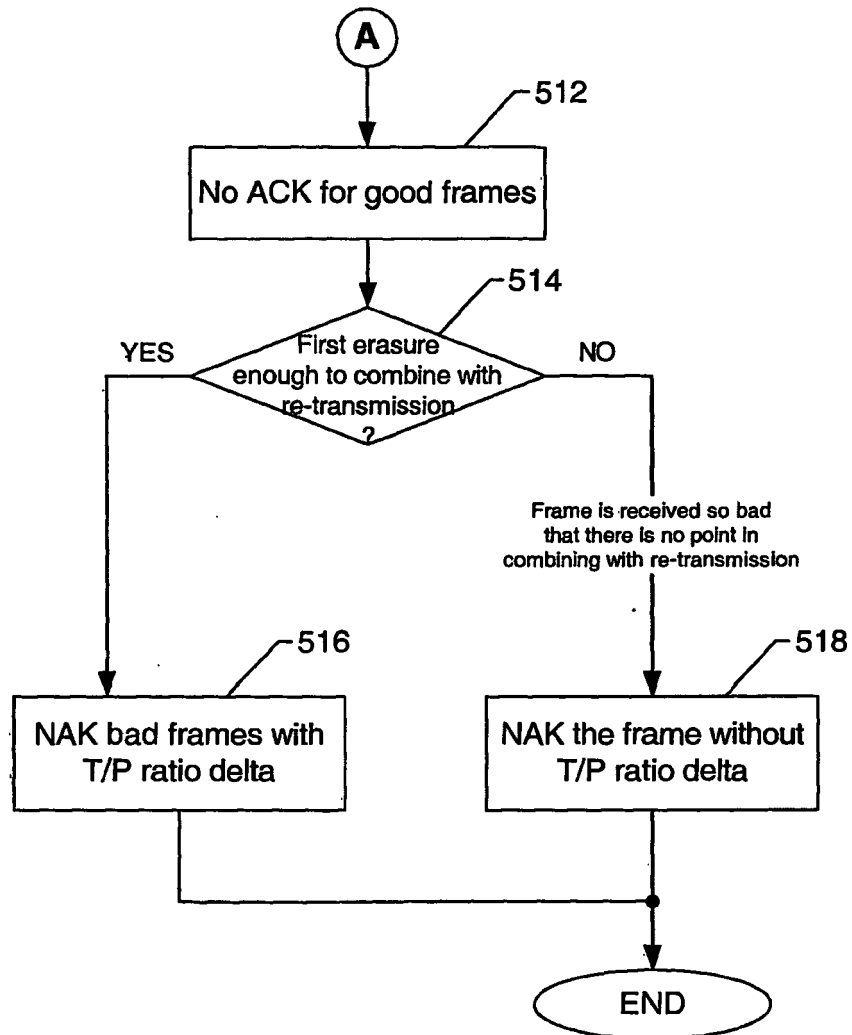 A
512
No ACK for good frames
514
YES
First erasure
enough to combine with
re-transmission
?
NO
Frame is received so bad
that there is no point in
combining with re-transmission
516
NAK bad frames with
T/P ratio delta
518
NAK the frame without
T/P ratio delta
END